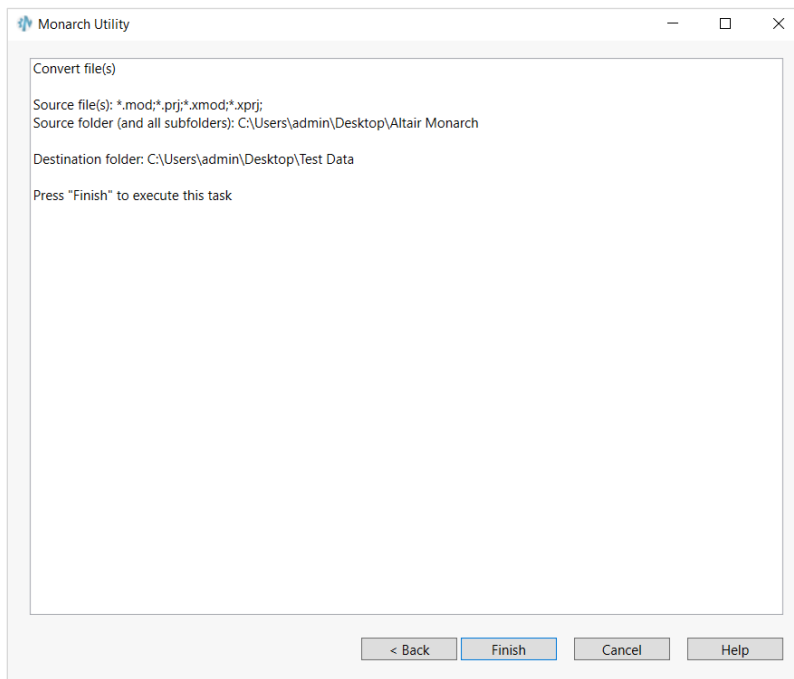 Monarch Utility
Convert file(s)
Source file(s): *.mod;*.prj;*.xmod;*.xprj;
Source folder (and all subfolders): C:\Users\admin\Desktop\Altair Monarch
Destination folder: C:\Users\admin\Desktop\Test Data
Press "Finish" to execute this task
< Back Finish Cancel Help